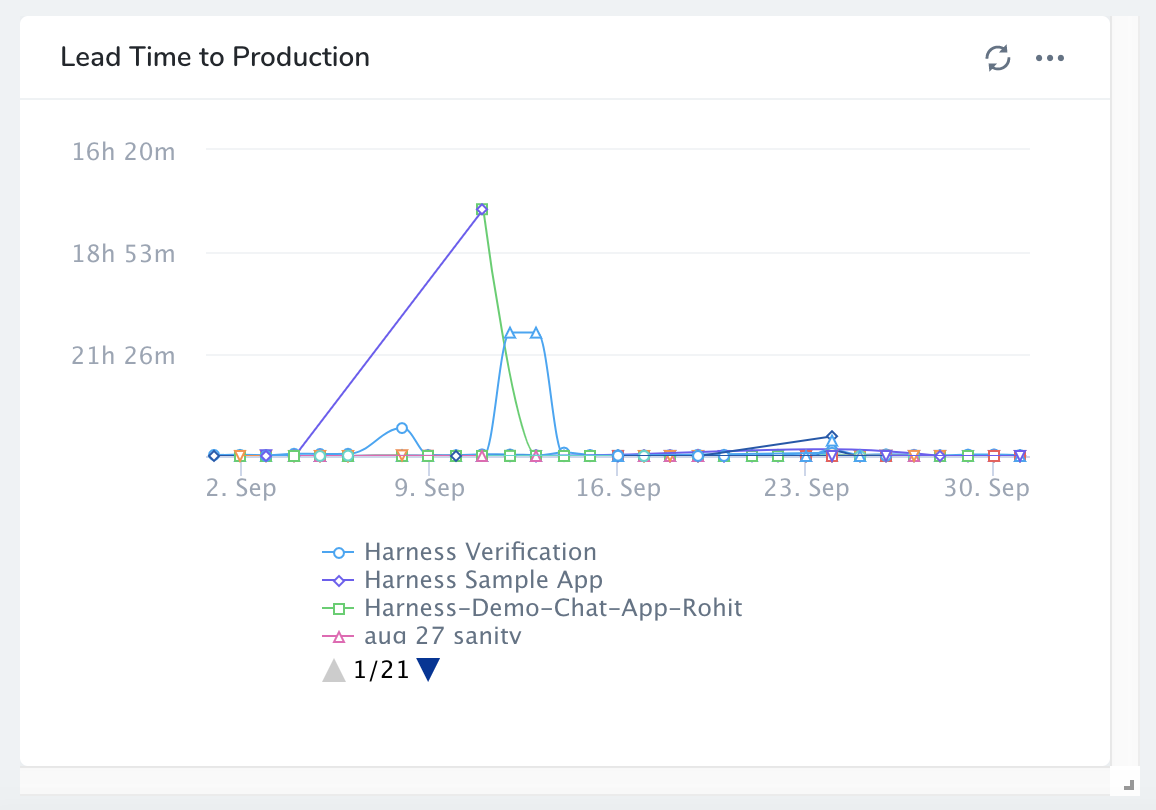 Lead Time to Production
16h 20m
18h 53m
21h 26m
2. Sep 9. Sep 16. Sep 23. Sep 30. Sep
Harness Verification
Harness Sample App
Harness-Demo-Chat-App-Rohit
aug 27 sanity
1/21